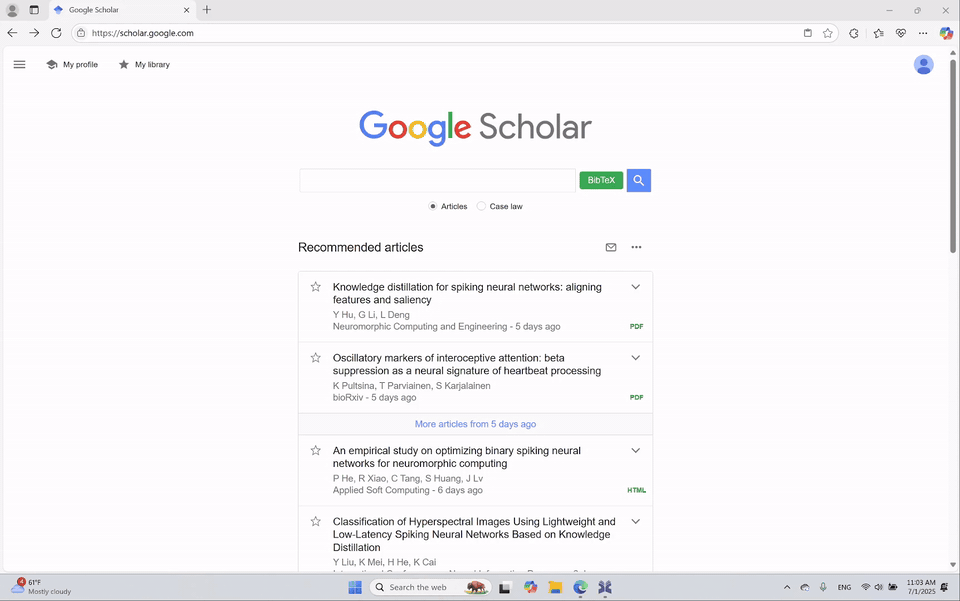 Google Scholar
https://scholar.google.com
My profile
My library
Google Scholar
BibTeX
Articles
Case law
Recommended articles
Knowledge distillation for spiking neural networks: aligning
features and saliency
Y Hu, G Li, L Deng
Neuromorphic Computing and Engineering - 5 days ago
PDF
Oscillatory markers of interoceptive attention: beta
suppression as a neural signature of heartbeat processing
K Pultsina, T Parviainen, S Karjalainen
bioRxiv - 5 days ago
PDF
More articles from 5 days ago
An empirical study on optimizing binary spiking neural
networks for neuromorphic computing
P He, R Xiao, C Tang, S Huang, J Lv
Applied Soft Computing - 6 days ago
HTML
Classification of Hyperspectral Images Using Lightweight and
Low-Latency Spiking Neural Networks Based on Knowledge
Distillation
Y Liu, K Mei, H He, K Cai
4
61°F
Mostly cloudy
Search the web
ENG
11:03 AM
7/1/2025